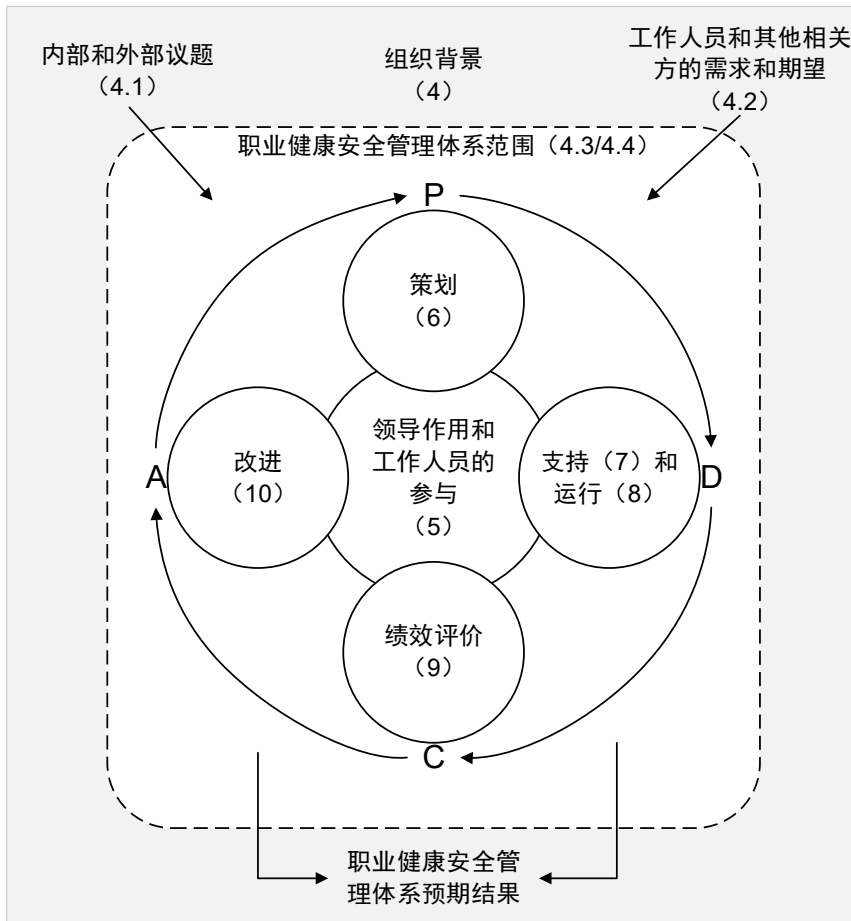 内部和外部议题
（4.1）
组织背景
（4）
工作人员和其他相关
方的需求和期望
（4.2）
职业健康安全管理体系范围（4.3/4.4）
P
策划
（6）
A
改进
（10）
领导作用和
工作人员的
参与
（5）
支持（7）和
运行（8）
D
绩效评价
（9）
C
职业健康安全管
理体系预期结果